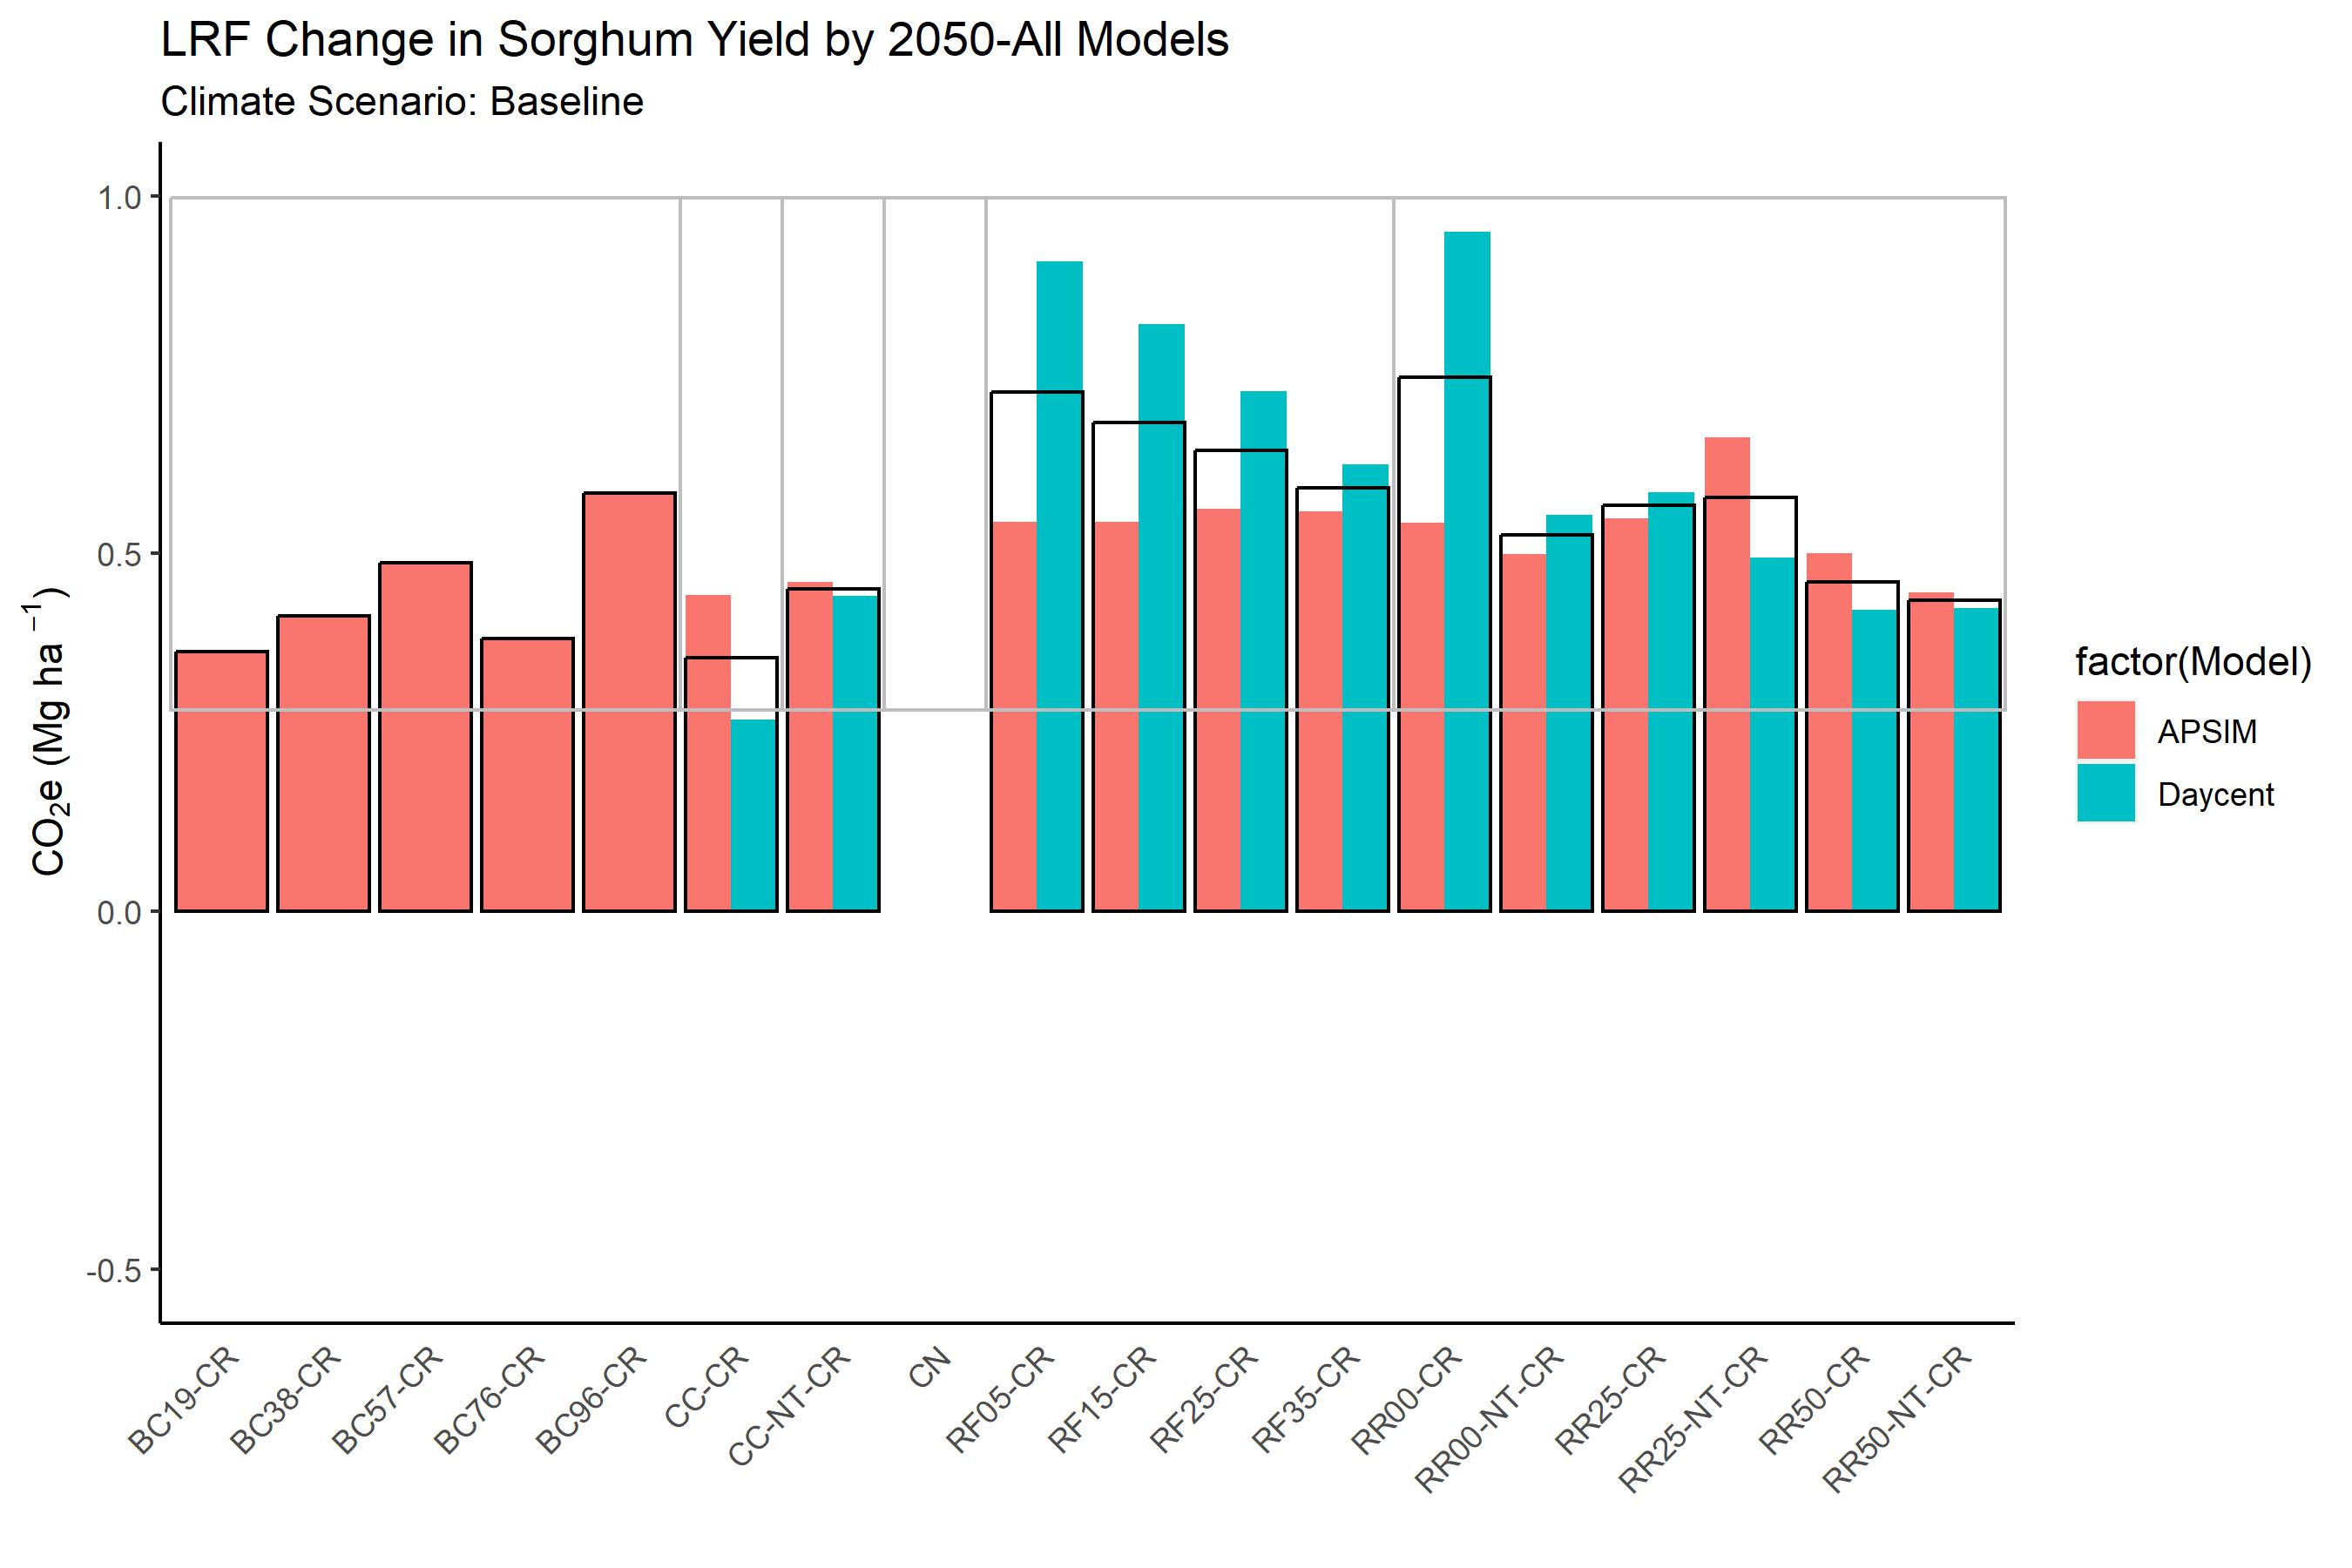 LRF Change in Sorghum Yield by 2050-All Models
Climate Scenario: Baseline
CO₂e (Mg ha ⁻¹)
1.0
0.5
0.0
-0.5
BC19-CR
BC38-CR
BC57-CR
BC76-CR
BC96-CR
CC-CR
CC-NT-CR
CN
RF05-CR
RF15-CR
RF25-CR
RF35-CR
RR00-CR
RR00-NT-CR
RR25-CR
RR25-NT-CR
RR50-CR
RR50-NT-CR
factor(Model)
APSIM
Daycent